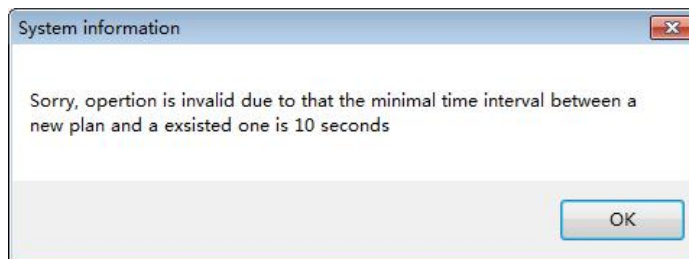 System information
Sorry, opertion is invalid due to that the minimal time interval between a
new plan and a exsisted one is 10 seconds
OK